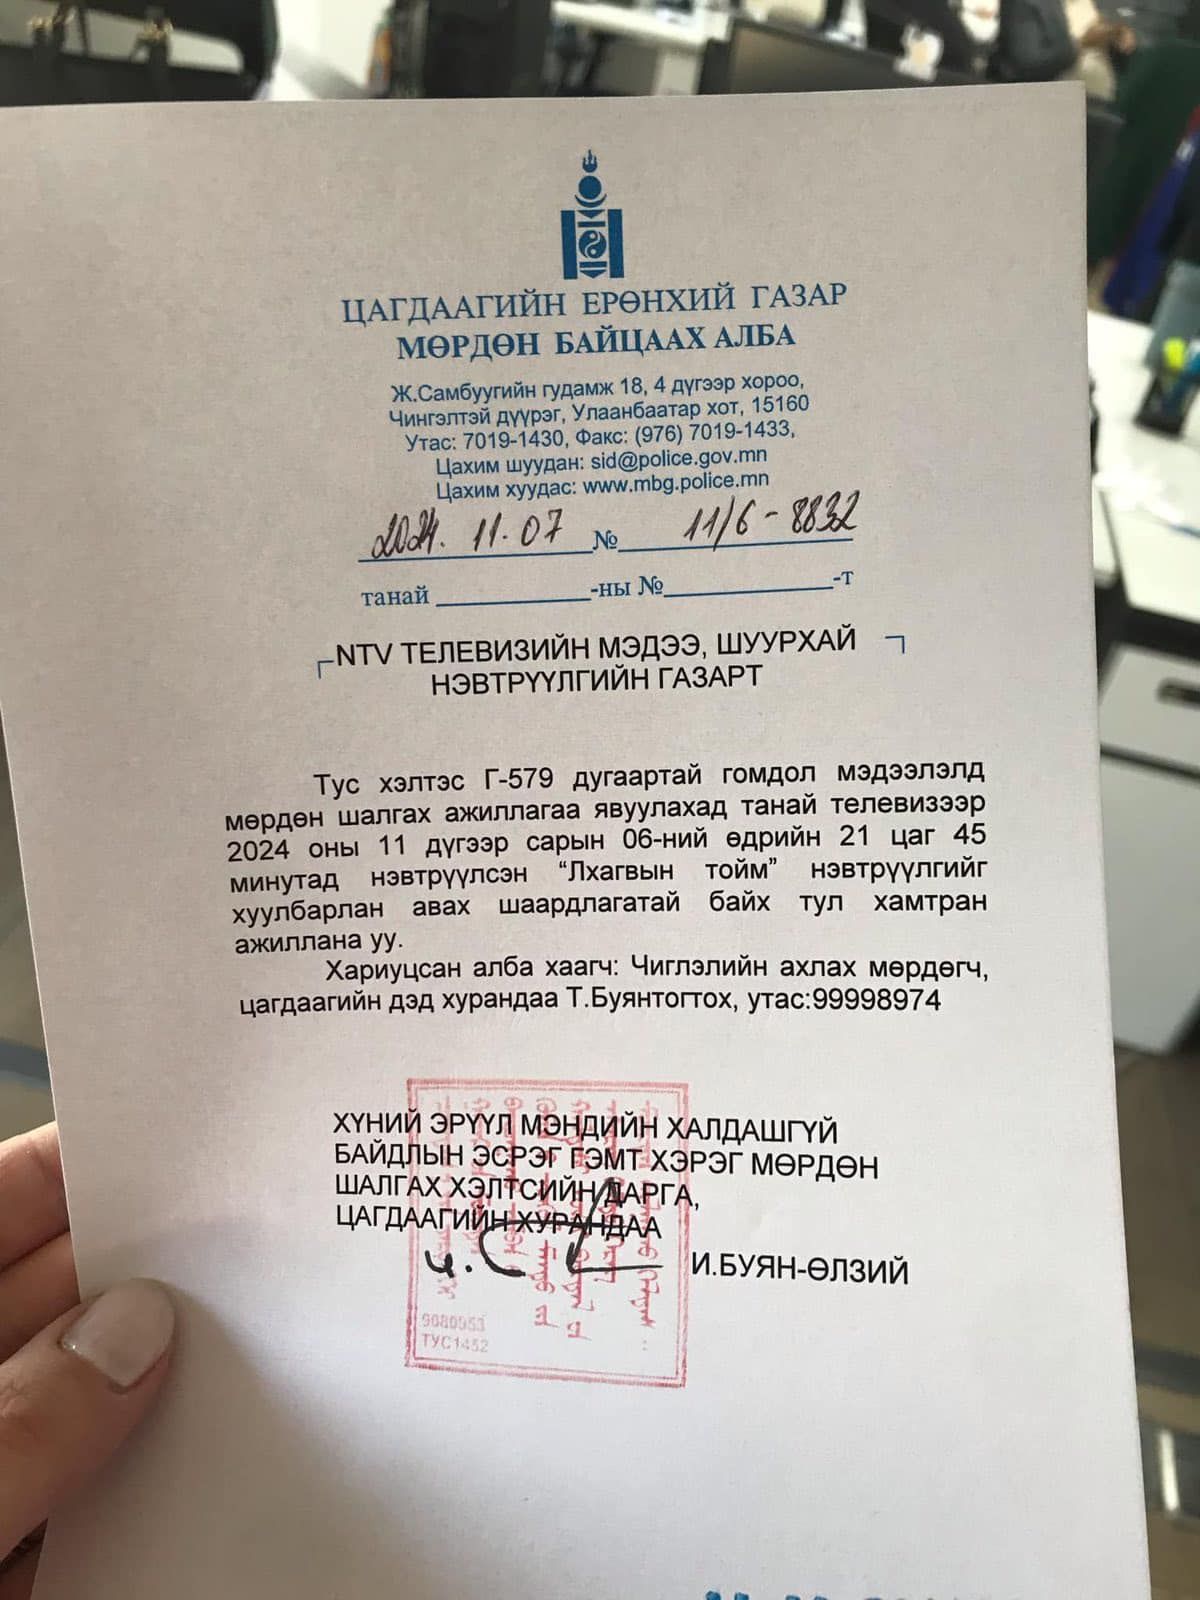 ЦАГДААГИЙН ЕРӨНХИЙ ГАЗАР
МӨРДӨН БАЙЦААХ АЛБА
Ж.Самбуугийн гудамж 18, 4 дүгээр хороо,
Чингэлтэй дүүрэг, Улаанбаатар хот, 15160
Утас: 7019-1430, Факс: (976) 7019-1433,
Цахим шуудан: sid@police.gov.mn
Цахим хуудас: www.mbg.police.mn
2024. 11. 07 № 11/6-8832
танай ____________-ны №____________-т
NTV ТЕЛЕВИЗИЙН МЭДЭЭ, ШУУРХАЙ
НЭВТРҮҮЛГИЙН ГАЗАРТ
Тус хэлтэс Г-579 дугаартай гомдол мэдээлэлд
мөрдөн шалгах ажиллагаа явуулахад танай телевизээр
2024 оны 11 дүгээр сарын 06-ний өдрийн 21 цаг 45
минутад нэвтрүүлсэн “Лхагвын тойм” нэвтрүүлгийг
хуулбарлан авах шаардлагатай байх тул хамтран
ажиллана уу.
Хариуцсан алба хаагч: Чиглэлийн ахлах мөрдөгч,
цагдаагийн дэд хурандаа Т.Буянтогтох, утас:99998974
ХҮНИЙ ЭРҮҮЛ МЭНДИЙН ХАЛДАШГҮЙ
БАЙДЛЫН ЭСРЭГ ГЭМТ ХЭРЭГ МӨРДӨН
ШАЛГАХ ХЭЛТСИЙН ДАРГА,
ЦАГДААГИЙН ХУРАНДАА
И.БУЯН-ӨЛЗИЙ
9080953
ТУС1452